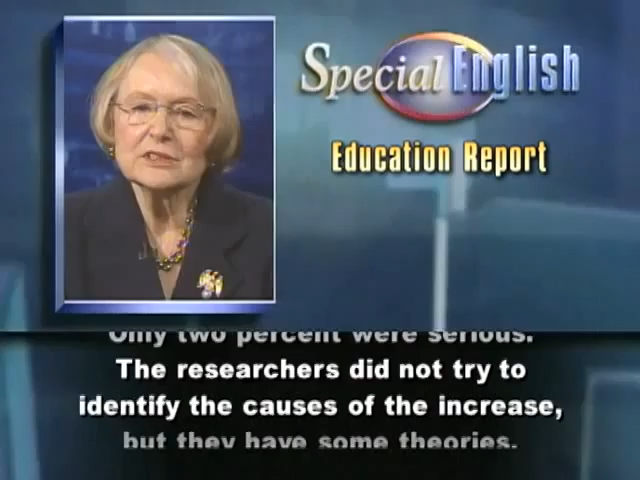 Special English
Education Report
Only two percent were serious.
The researchers did not try to
identify the causes of the increase,
but they have some theories.